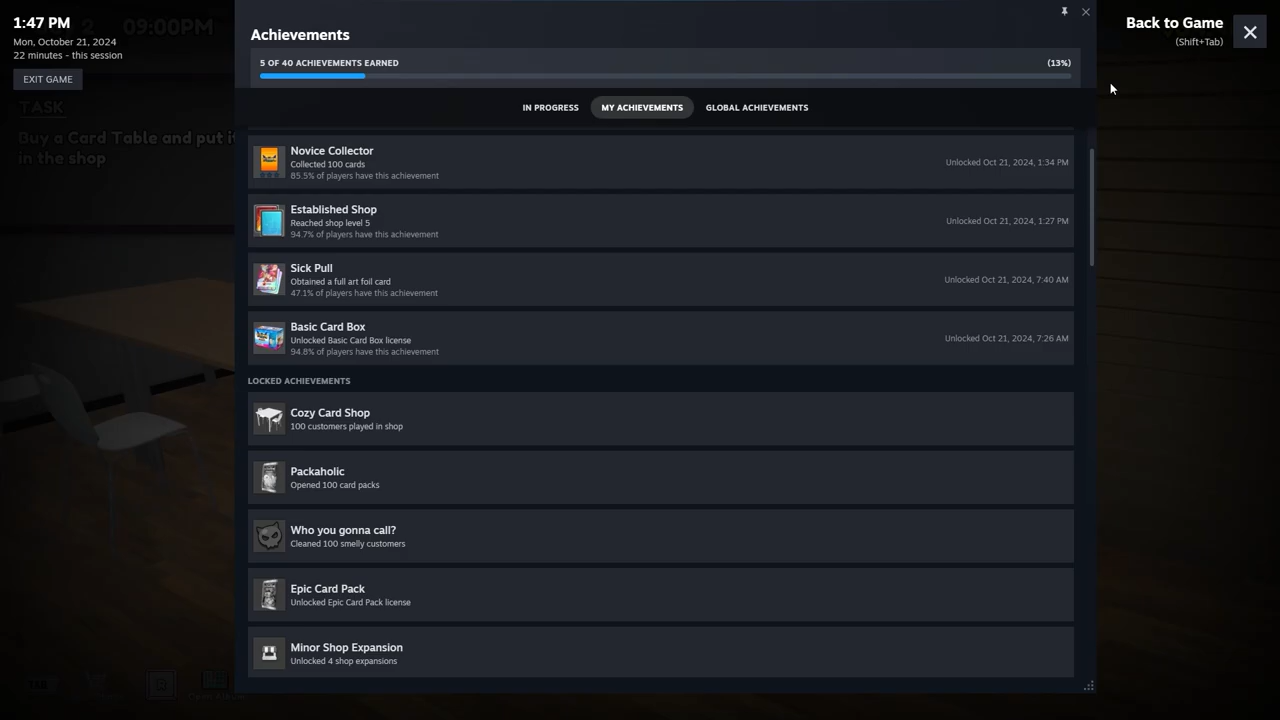 1:47 PM
Mon, October 21, 2024
22 minutes - this session
EXIT GAME
2 09:00PM
TASK
Buy a Card Table and put it
in the shop
Achievements
5 OF 40 ACHIEVEMENTS EARNED (13%)
Back to Game
(Shift+Tab)
IN PROGRESS MY ACHIEVEMENTS GLOBAL ACHIEVEMENTS
Novice Collector
Collected 100 cards
85.5% of players have this achievement
Unlocked Oct 21, 2024, 1:34 PM
Established Shop
Reached shop level 5
94.7% of players have this achievement
Unlocked Oct 21, 2024, 1:27 PM
Sick Pull
Obtained a full art foil card
47.1% of players have this achievement
Unlocked Oct 21, 2024, 7:40 AM
Basic Card Box
Unlocked Basic Card Box license
94.8% of players have this achievement
Unlocked Oct 21, 2024, 7:26 AM
LOCKED ACHIEVEMENTS
Cozy Card Shop
100 customers played in shop
Packaholic
Opened 100 card packs
Who you gonna call?
Cleaned 100 smelly customers
Epic Card Pack
Unlocked Epic Card Pack license
Minor Shop Expansion
Unlocked 4 shop expansions
TAB